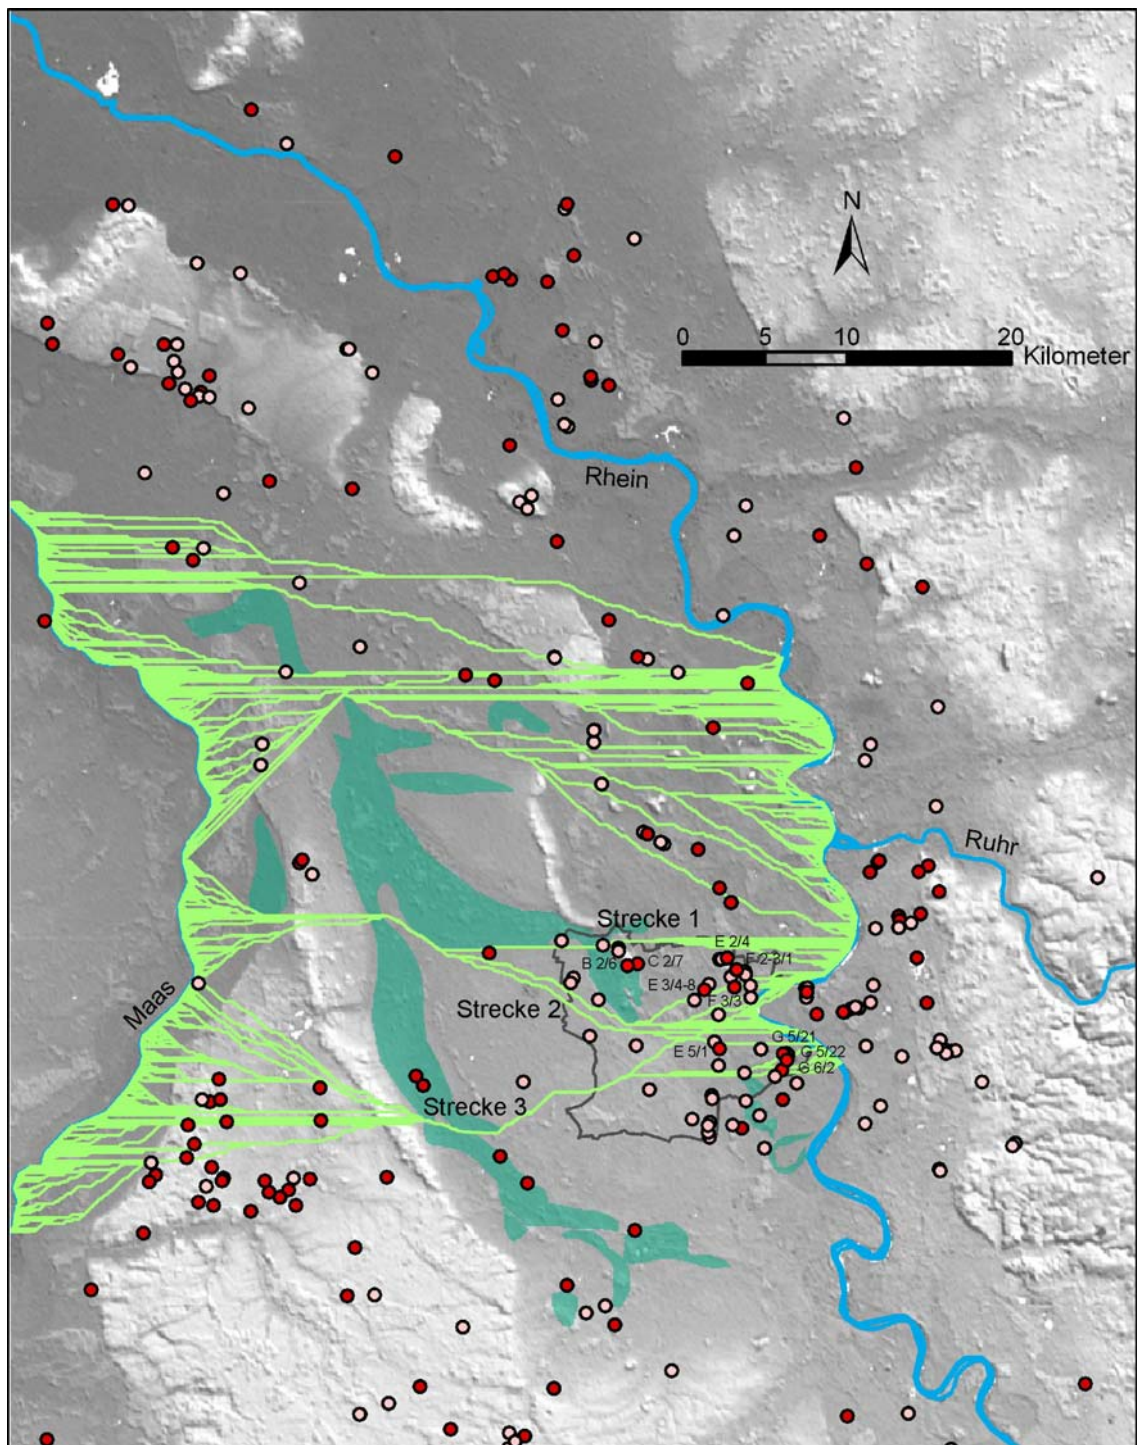 N
0 5 10 20
Kilometer
Rhein
Ruhr
Strecke 1
E 2/4
B 2/6
C 2/7
E 3/4-8
F 3/3
Maas
Strecke 2
G 5/21
E 5/1
G 5/22
G 6/2
Strecke 3